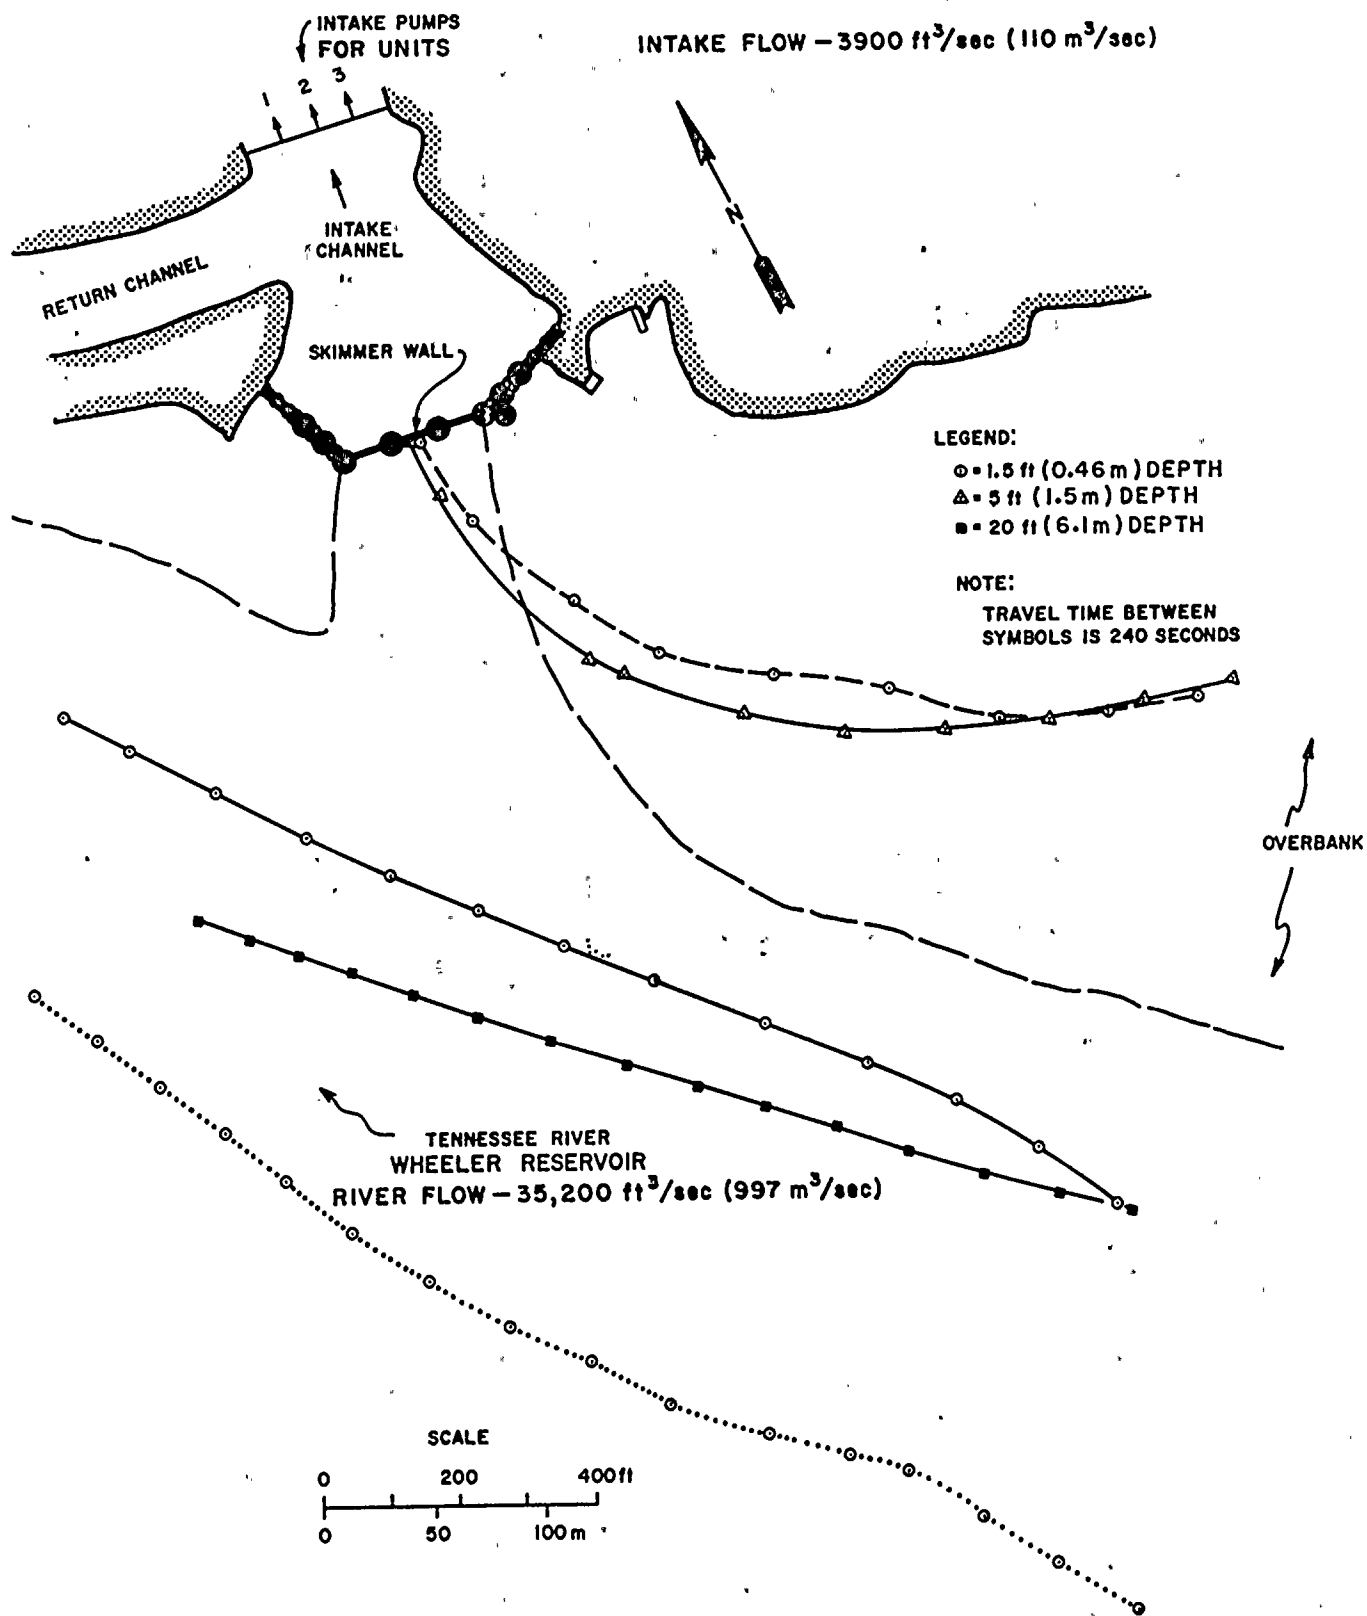 INTAKE PUMPS
FOR UNITS
1 2 3
INTAKE FLOW – 3900 ft³/sec (110 m³/sec)
N
INTAKE
CHANNEL
RETURN CHANNEL
SKIMMER WALL
LEGEND:
= 1.5 ft (0.46 m) DEPTH
= 5 ft (1.5 m) DEPTH
= 20 ft (6.1 m) DEPTH
NOTE:
TRAVEL TIME BETWEEN
SYMBOLS IS 240 SECONDS
OVERBANK
TENNESSEE RIVER
WHEELER RESERVOIR
RIVER FLOW – 35,200 ft³/sec (997 m³/sec)
SCALE
0 200 400 ft
0 50 100 m